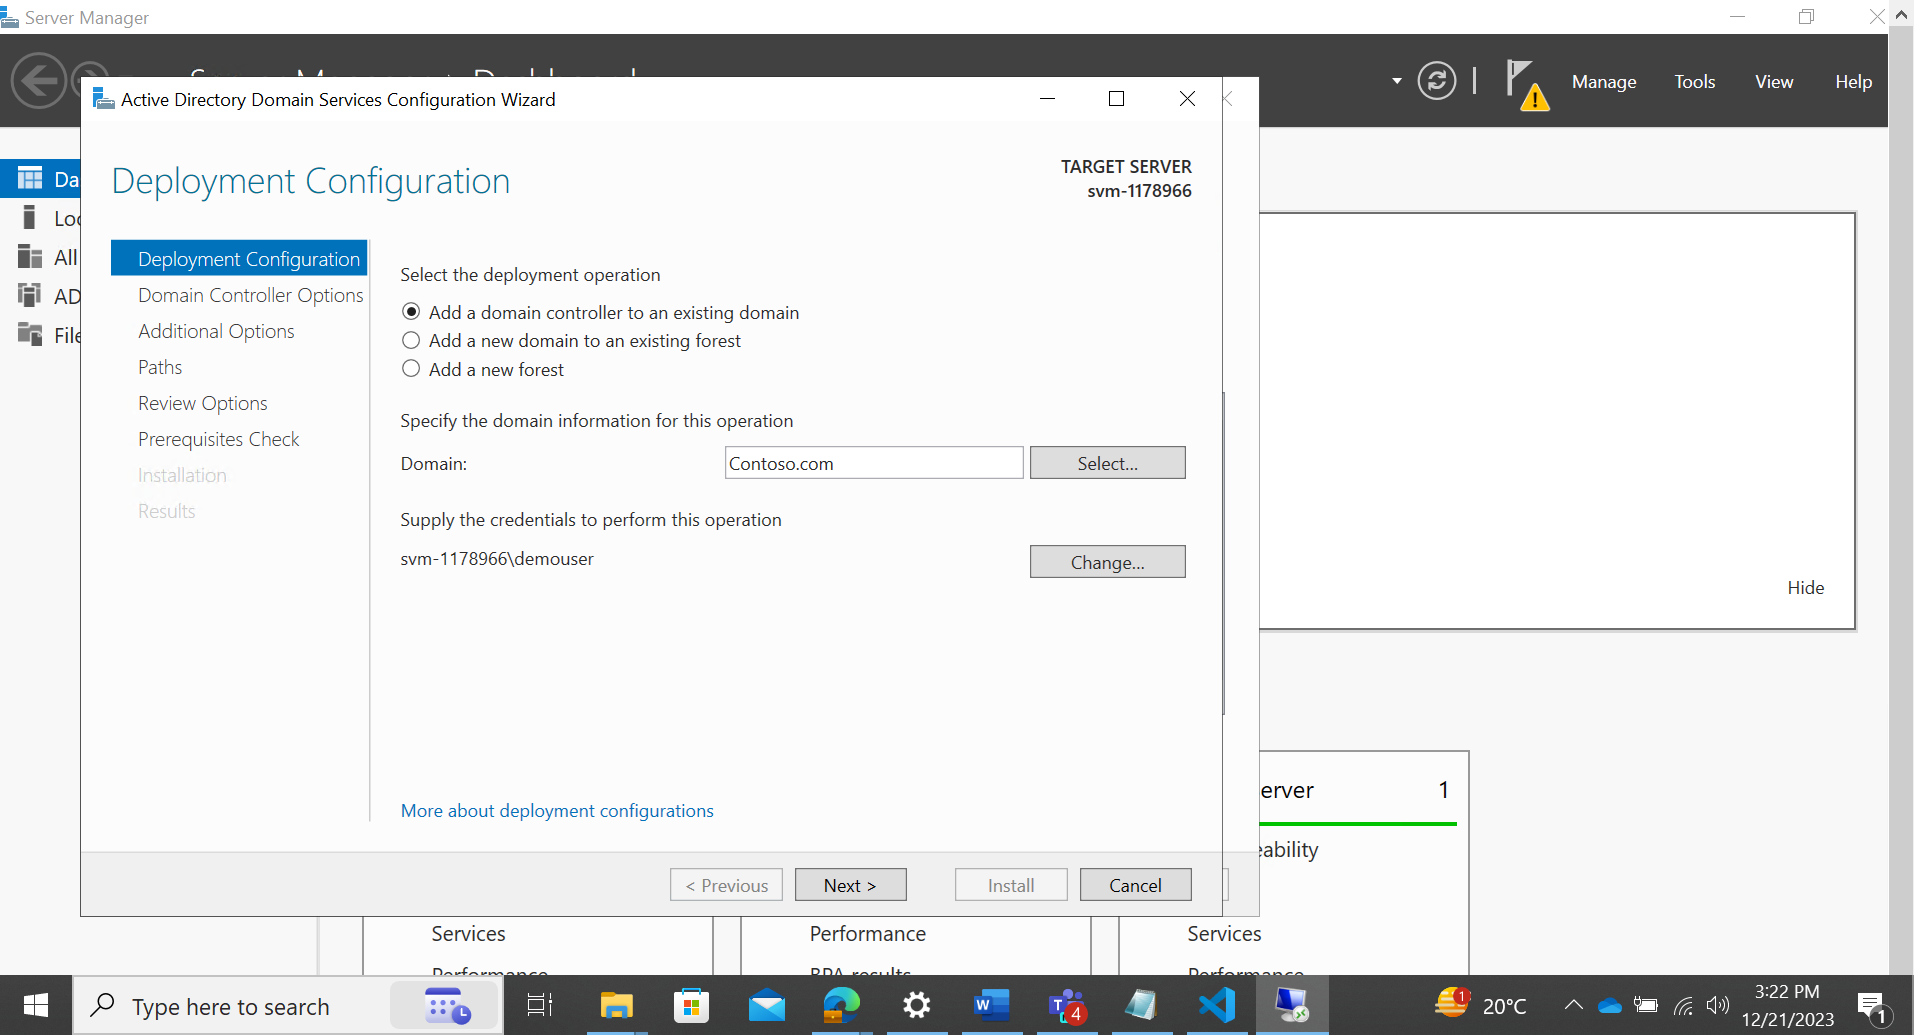 Server Manager
Manage
Tools
View
Help
Active Directory Domain Services Configuration Wizard
Deployment Configuration
TARGET SERVER
svm-1178966
Da
Loc
All
AD
File
Deployment Configuration
Domain Controller Options
Additional Options
Paths
Review Options
Prerequisites Check
Installation
Results
Select the deployment operation
Add a domain controller to an existing domain
Add a new domain to an existing forest
Add a new forest
Specify the domain information for this operation
Domain:
Contoso.com
Select...
Supply the credentials to perform this operation
svm-1178966\demouser
Change...
Hide
More about deployment configurations
< Previous
Next >
Install
Cancel
erver
1
eability
Services
Performance
Services
Performance
BPA results
Performance
Type here to search
4
1
20°C
3:22 PM
12/21/2023
1